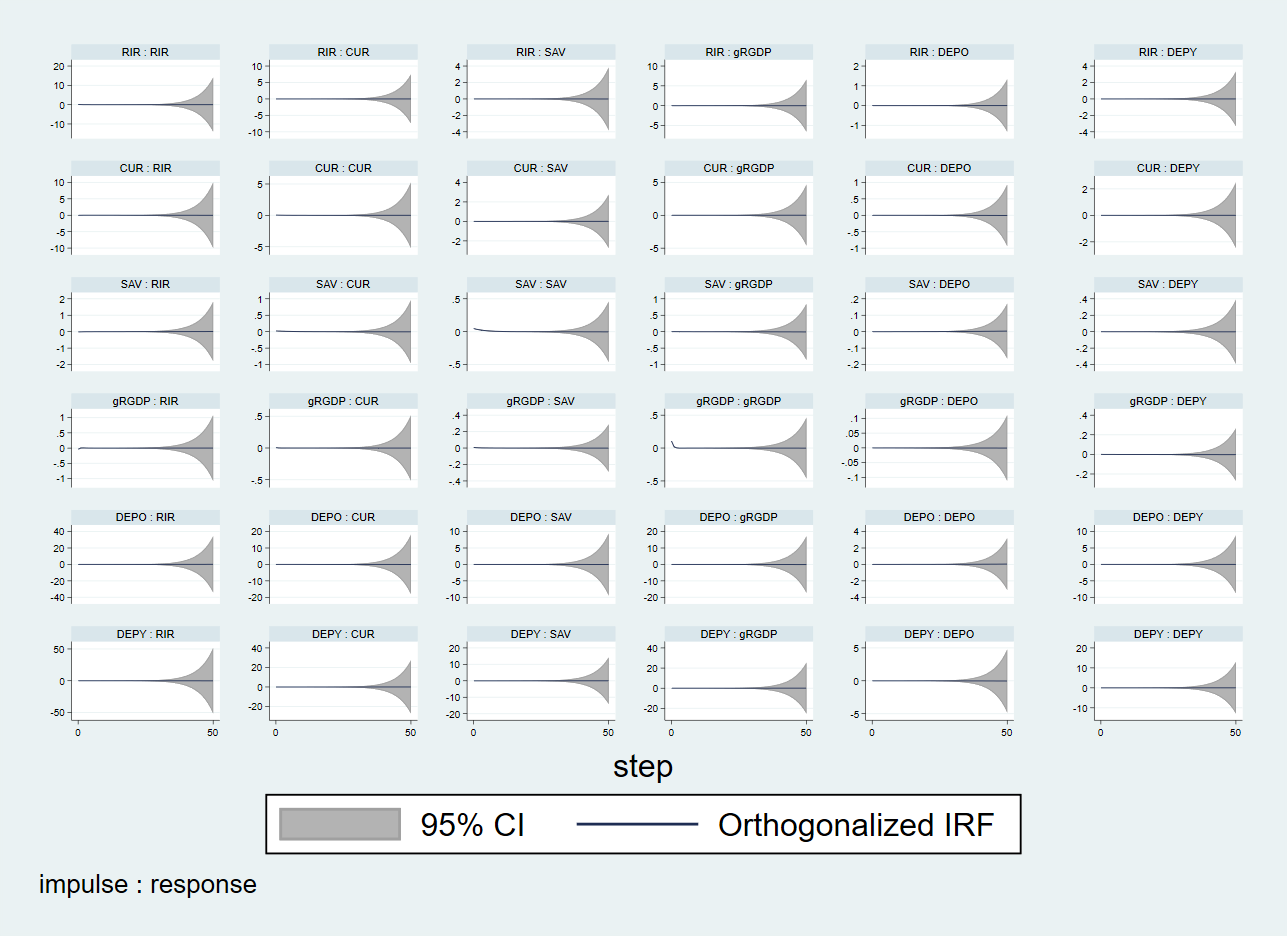 RIR : RIR RIR : CUR RIR : SAV RIR : gRGDP RIR : DEPO RIR : DEPY
20 10 4 10 2 4
10 5 2 5 1 2
0 0 0 0 0 0
-10 -5 -2 -5 -1 -2
-10 -4 -4
CUR : RIR CUR : CUR CUR : SAV CUR : gRGDP CUR : DEPO CUR : DEPY
10 5 4 5 1 2
5 0 2 0 .5 0
0 -5 0 -5 0 -2
-5 -2 -.5
-10 -1
SAV : RIR SAV : CUR SAV : SAV SAV : gRGDP SAV : DEPO SAV : DEPY
2 1 .5 1 .2 .4
1 .5 0 .5 .1 .2
0 0 -.5 0 0 0
-1 -.5 -.5 -.1 -.2
-2 -1 -1 -.2 -.4
gRGDP : RIR gRGDP : CUR gRGDP : SAV gRGDP : gRGDP gRGDP : DEPO gRGDP : DEPY
1 .5 .4 .5 .1 .4
.5 0 .2 0 .05 .2
0 -.5 0 -.5 0 0
-.5 -.2 -.05 -.2
-1 -.4 -.1
DEPO : RIR DEPO : CUR DEPO : SAV DEPO : gRGDP DEPO : DEPO DEPO : DEPY
40 20 10 20 4 10
20 10 5 10 2 5
0 0 0 0 0 0
-20 -10 -5 -10 -2 -5
-40 -20 -10 -20 -4 -10
DEPY : RIR DEPY : CUR DEPY : SAV DEPY : gRGDP DEPY : DEPO DEPY : DEPY
50 40 20 40 5 20
0 20 10 20 0 10
-50 0 0 0 -5 0
-20 -10 -20 -10
-20
0 50 0 50 0 50 0 50 0 50 0 50
step
95% CI Orthogonalized IRF
impulse : response